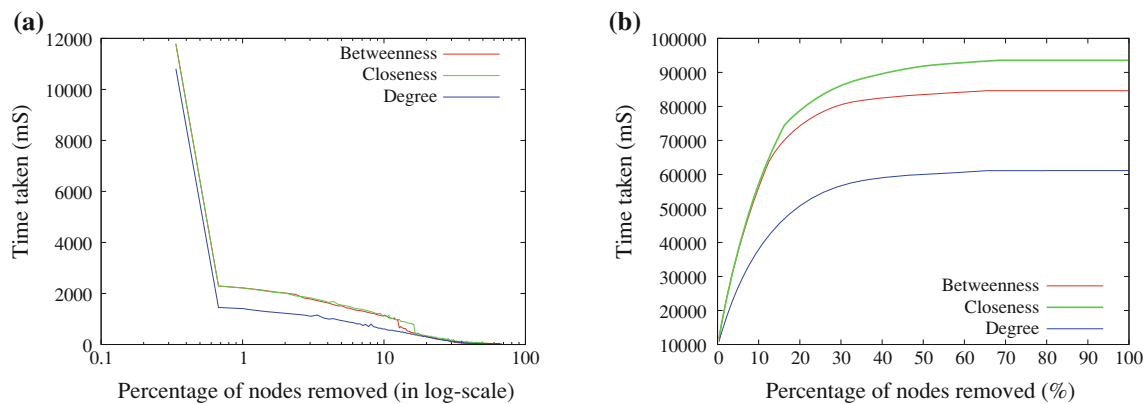 (a)
12000
10000
8000
6000
4000
2000
0
Time taken (mS)
Betweenness
Closeness
Degree
0.1 1 10 100
Percentage of nodes removed (in log-scale)
(b)
100000
90000
80000
70000
60000
50000
40000
30000
20000
10000
Time taken (mS)
Betweenness
Closeness
Degree
0 10 20 30 40 50 60 70 80 90 100
Percentage of nodes removed (%)